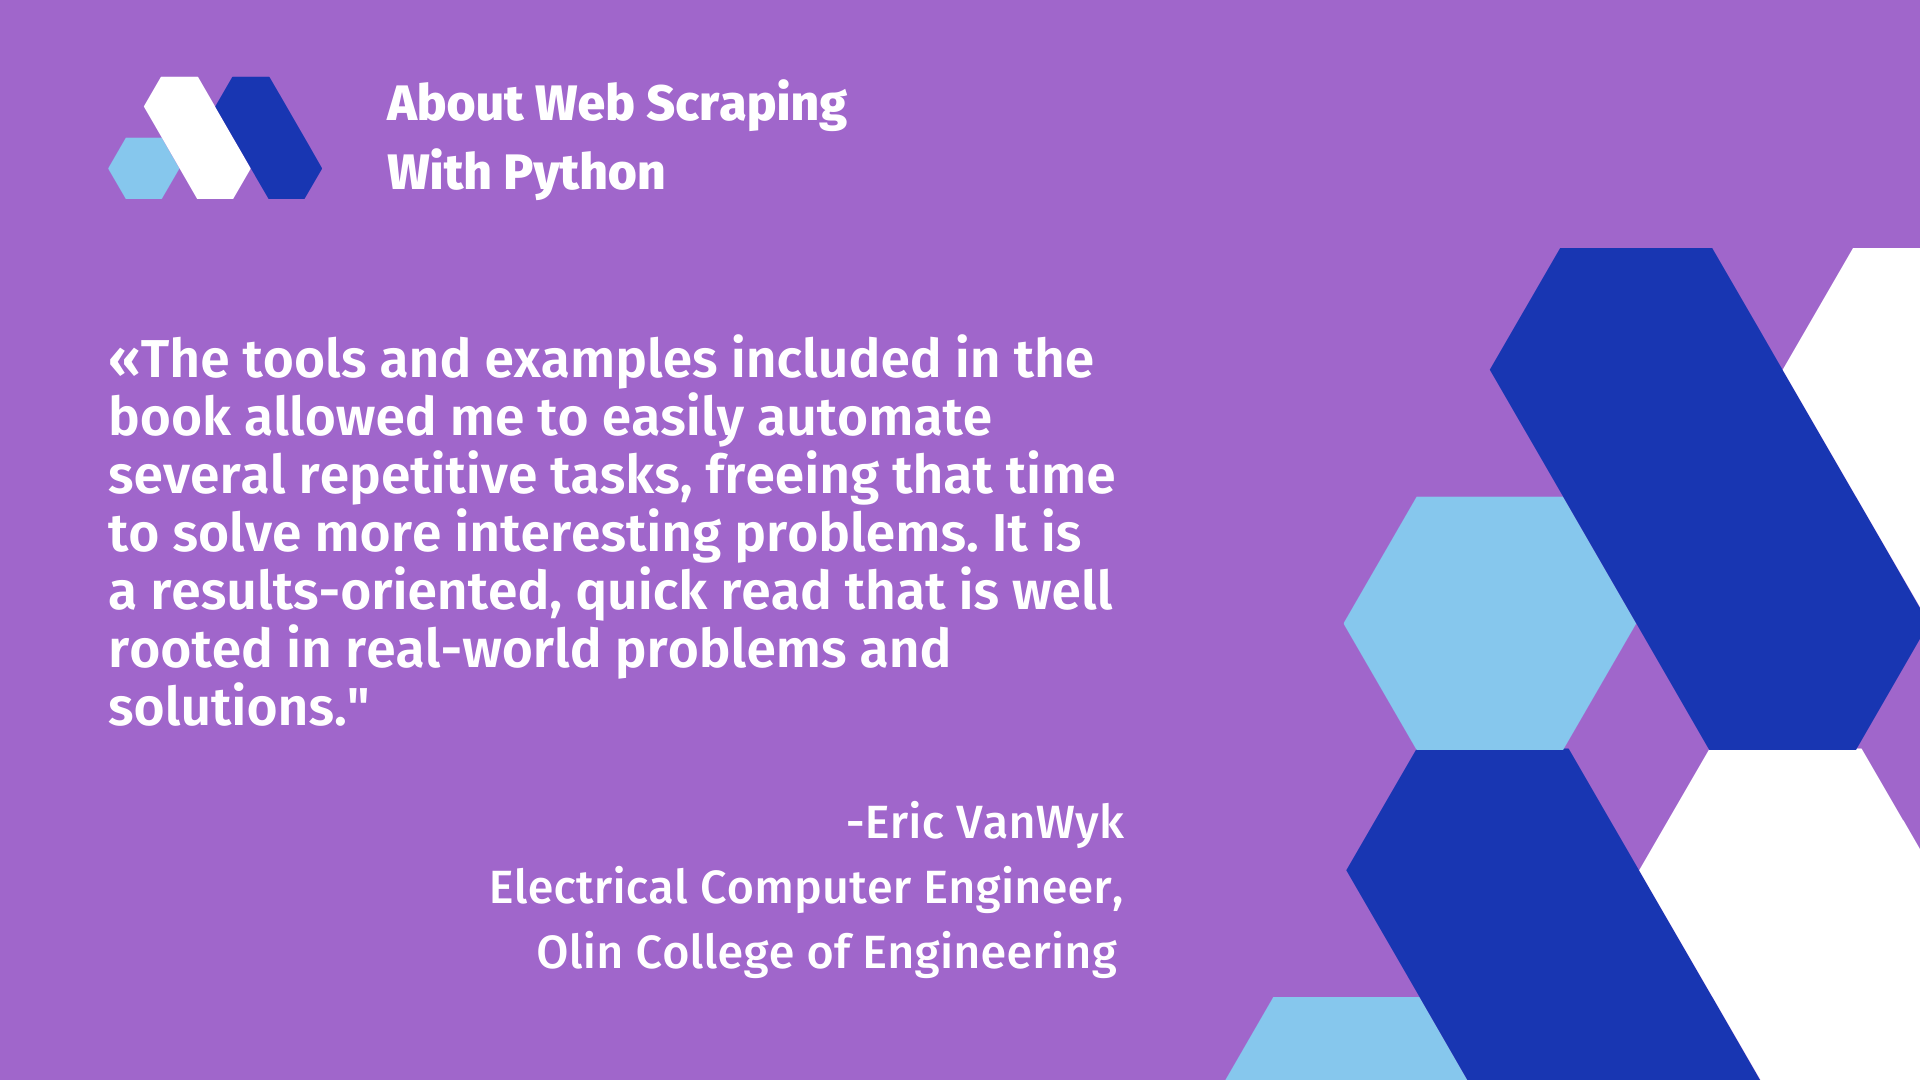 About Web Scraping
With Python
«The tools and examples included in the
book allowed me to easily automate
several repetitive tasks, freeing that time
to solve more interesting problems. It is
a results-oriented, quick read that is well
rooted in real-world problems and
solutions."
-Eric VanWyk
Electrical Computer Engineer,
Olin College of Engineering